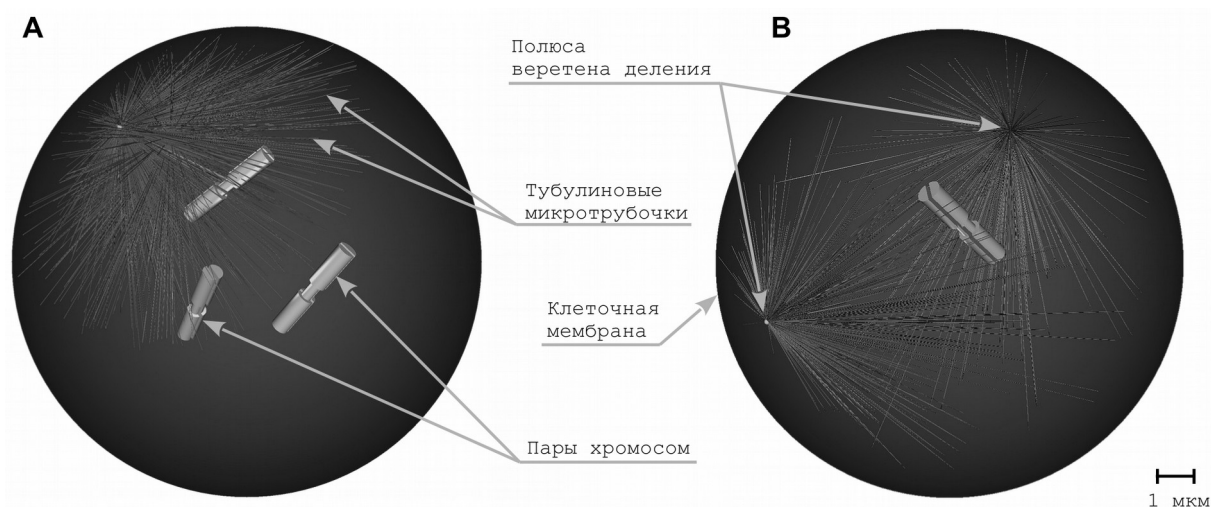 A
B
Полюса
веретена деления
Тубулиновые
микротрубочки
Клеточная
мембрана
Пары хромосом
1 мкм